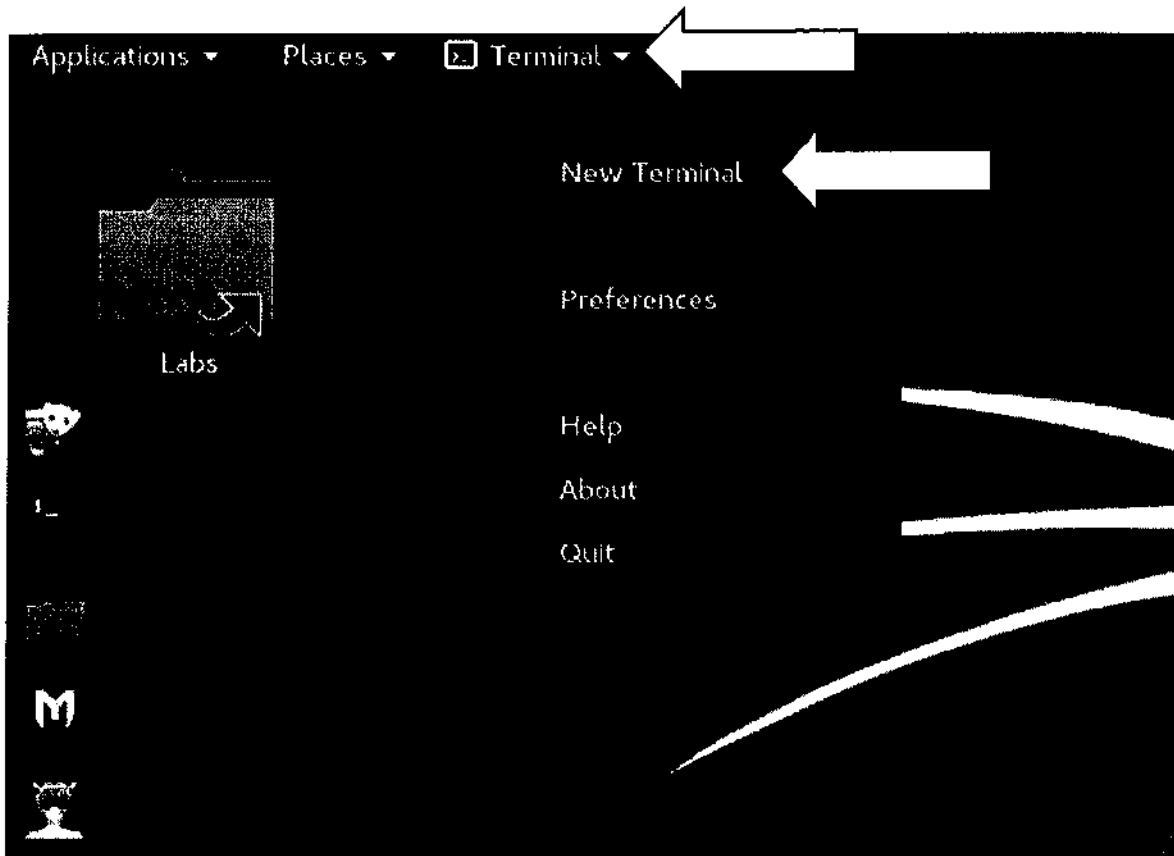 Applications Places Terminal
New Terminal
Preferences
Labs
Help
About
Quit